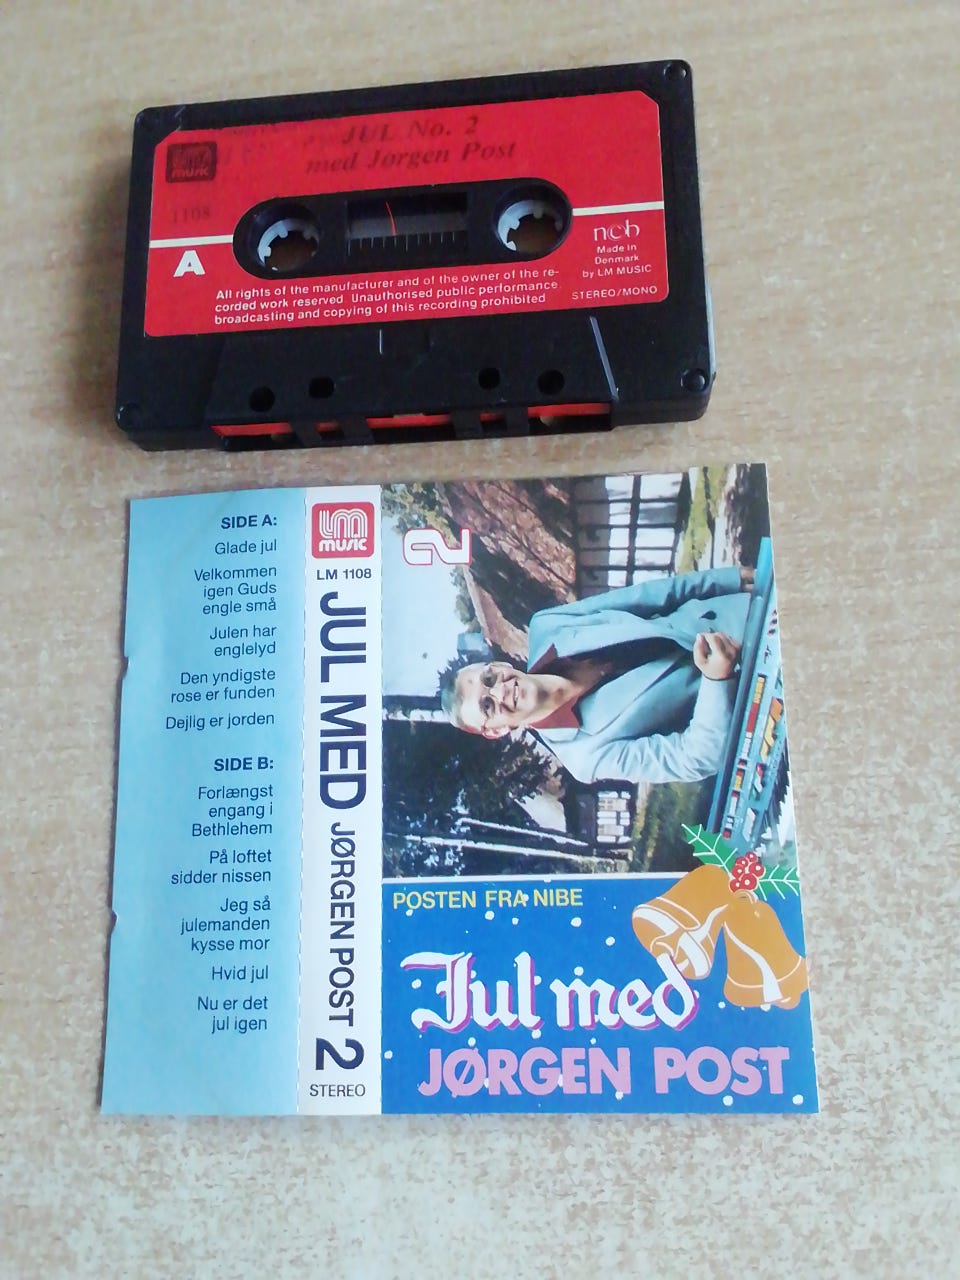 JUL No. 2
med Jørgen Post
LM
music
1108
A
ncb
Made in
Denmark
by LM MUSIC
STEREO/MONO
All rights of the manufacturer and of the owner of the re-
corded work reserved. Unauthorised public performance,
broadcasting and copying of this recording prohibited
SIDE A:
Glade jul
Velkommen
igen Guds
engle små
Julen har
englelyd
Den yndigste
rose er funden
Dejlig er jorden
SIDE B:
Forlængst
engang i
Bethlehem
På loftet
sidder nissen
Jeg så
julemanden
kysse mor
Hvid jul
Nu er det
jul igen
LM
music
LM 1108
JUL MED JØRGEN POST 2
STEREO
2
POSTEN FRA NIBE
Jul med
JØRGEN POST